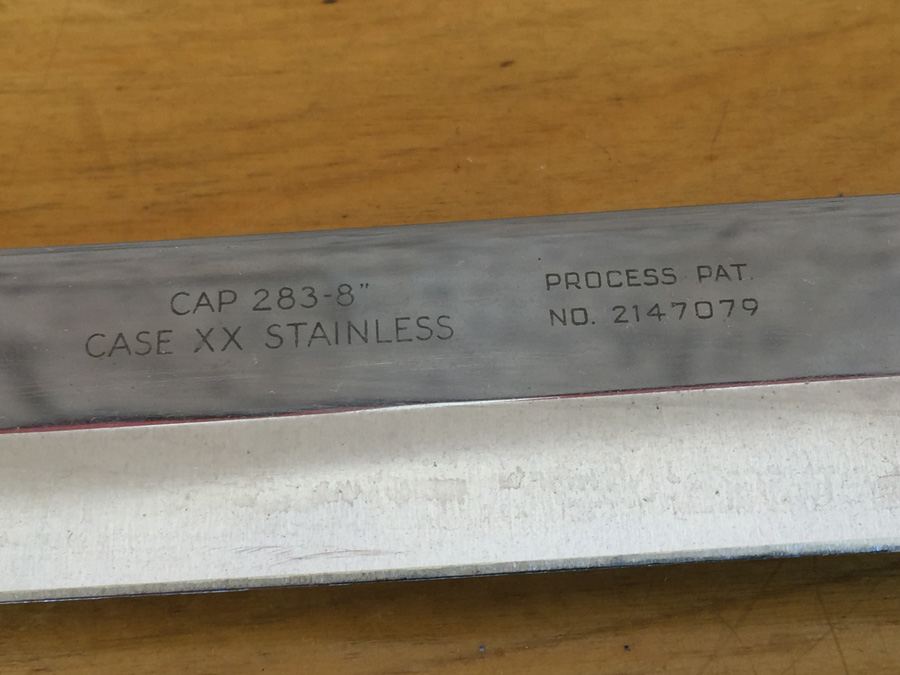 CAP 283-8"
CASE XX STAINLESS
PROCESS PAT.
NO. 2147079